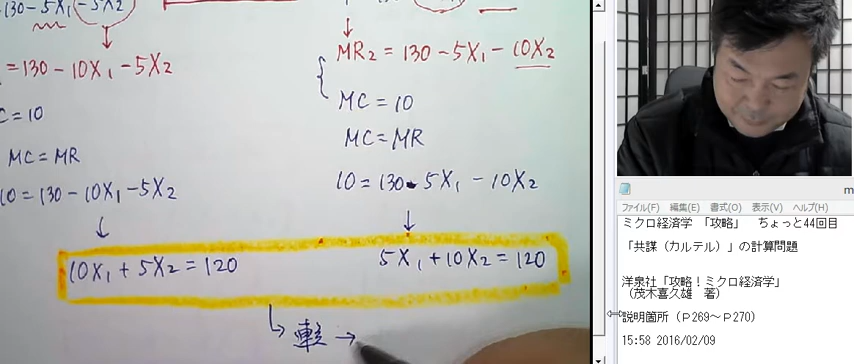 130-5X₁-5X₂
=130-10X₁-5X₂
C=10
MC=MR
10=130-10X₁-5X₂
10X₁+5X₂=120
MR₂=130-5X₁-10X₂
MC=10
MC=MR
10=130-5X₁-10X₂
5X₁+10X₂=120
→
m
ファイル(F) 編集(E) 書式(O) 表示(V) ヘルプ(H)
ミクロ経済学 「攻略」 ちょっと44回目
「共謀（カルテル）」の計算問題
洋泉社「攻略！ミクロ経済学」
（茂木喜久雄 著）
説明箇所（P269～P270）
15:58 2016/02/09